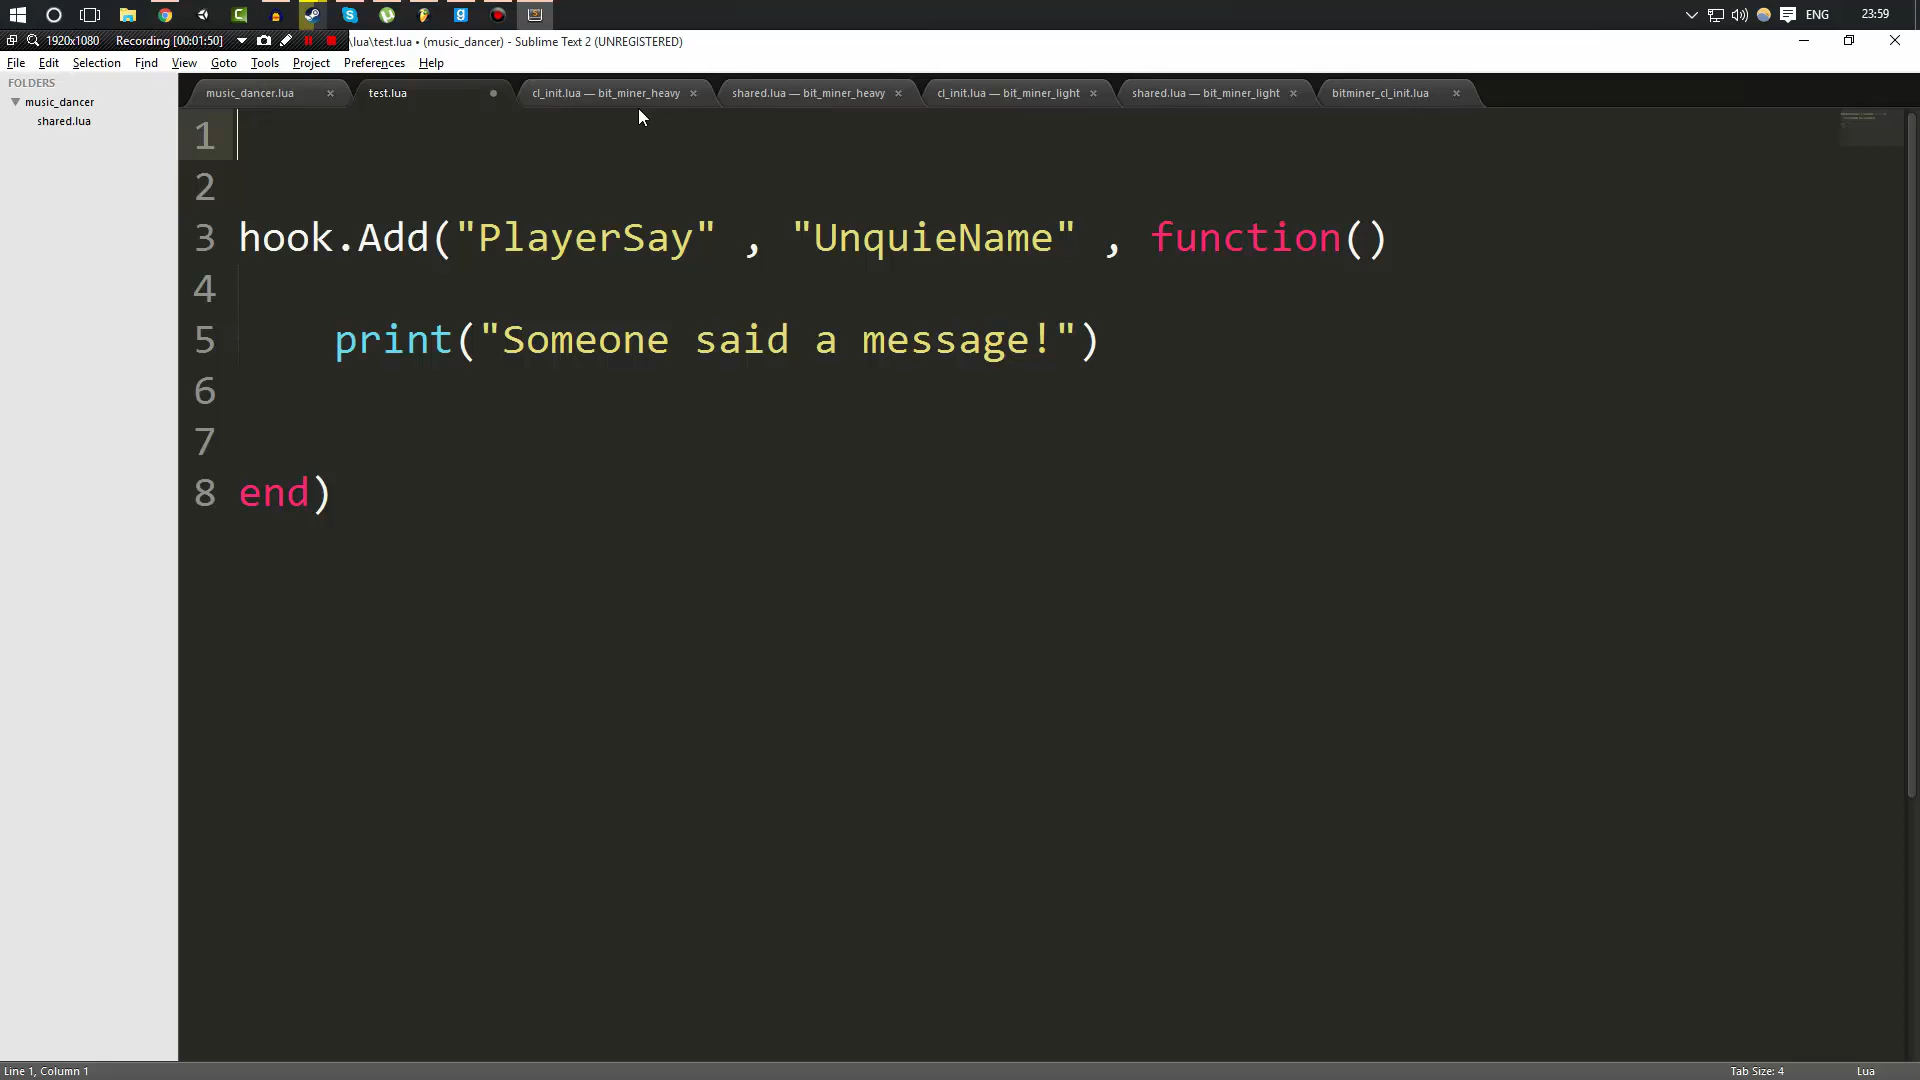 ENG
23:59
1920x1080 Recording [00:01:50] \lua\test.lua • (music_dancer) - Sublime Text 2 (UNREGISTERED)
File Edit Selection Find View Goto Tools Project Preferences Help
FOLDERS
music_dancer
shared.lua
music_dancer.lua × test.lua cl_init.lua — bit_miner_heavy × shared.lua — bit_miner_heavy × cl_init.lua — bit_miner_light × shared.lua — bit_miner_light × bitminer_cl_init.lua ×
1
2
3 hook.Add("PlayerSay" , "UnquieName" , function()
4
5 print("Someone said a message!")
6
7
8 end)
Line 1, Column 1
Tab Size: 4
Lua